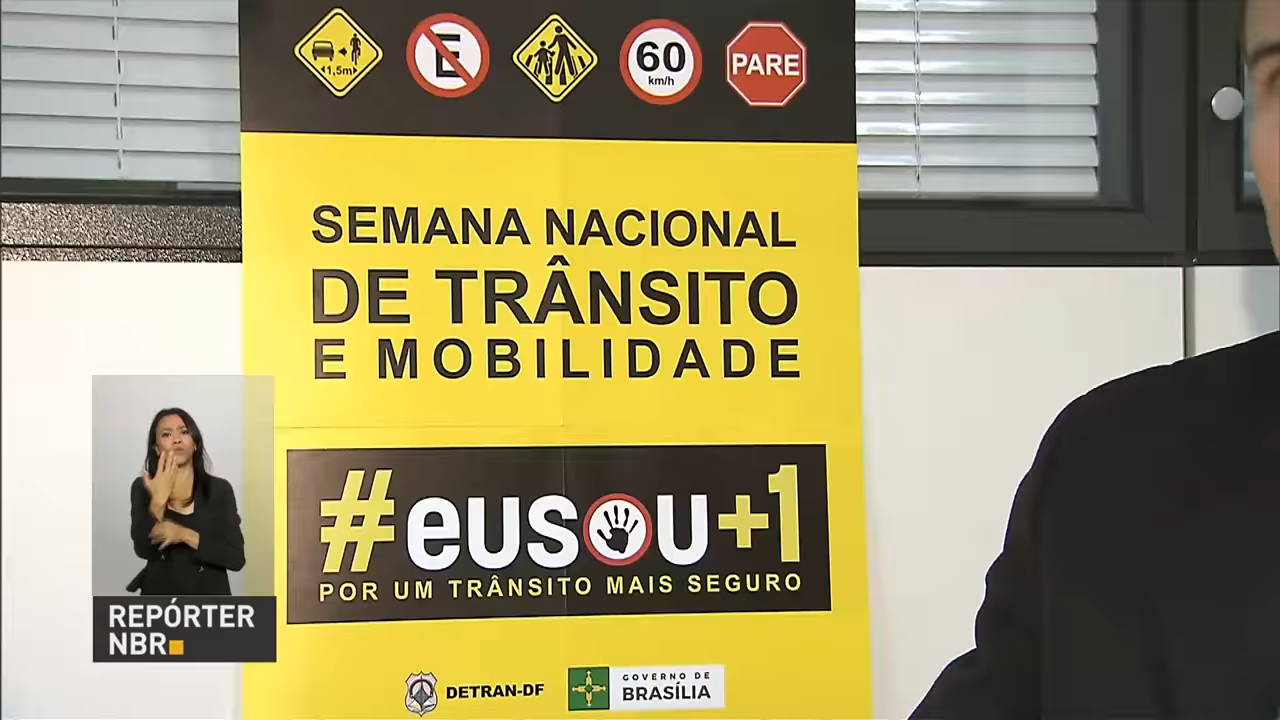 1,5m
E
60
km/h
PARE
SEMANA NACIONAL
DE TRÂNSITO
E MOBILIDADE
#eusou+1
POR UM TRÂNSITO MAIS SEGURO
REPÓRTER
NBR
DETRAN-DF
GOVERNO DE
BRASÍLIA